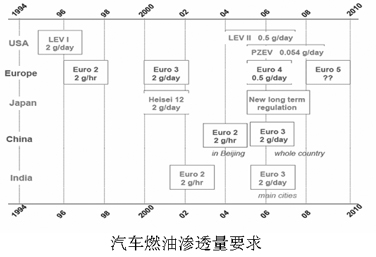 1994 96 98 2000 02 04 06 08 2010
USA
LEV I
2 g/day
LEV II 0.5 g/day
PZEV 0.054 g/day
Europe
Euro 2
2 g/hr
Euro 3
2 g/day
Euro 4
0.5 g/day
Euro 5
??
Japan
Heisei 12
2 g/day
New long term
regulation
China
Euro 2
2 g/hr
in Beijing
Euro 3
2 g/day
whole country
India
Euro 2
2 g/hr
Euro 3
2 g/day
main cities
1994 96 98 2000 02 04 06 08 2010
汽车燃油渗透量要求